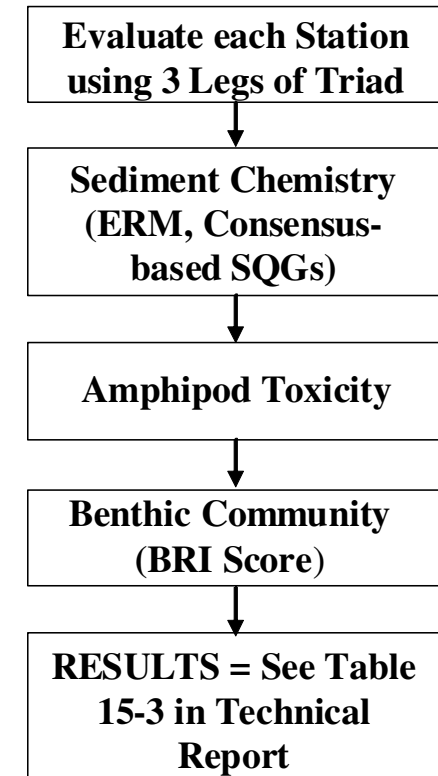 Evaluate each Station
using 3 Legs of Triad
Sediment Chemistry
(ERM, Consensus-
based SQGs)
Amphipod Toxicity
Benthic Community
(BRI Score)
RESULTS = See Table
15-3 in Technical
Report